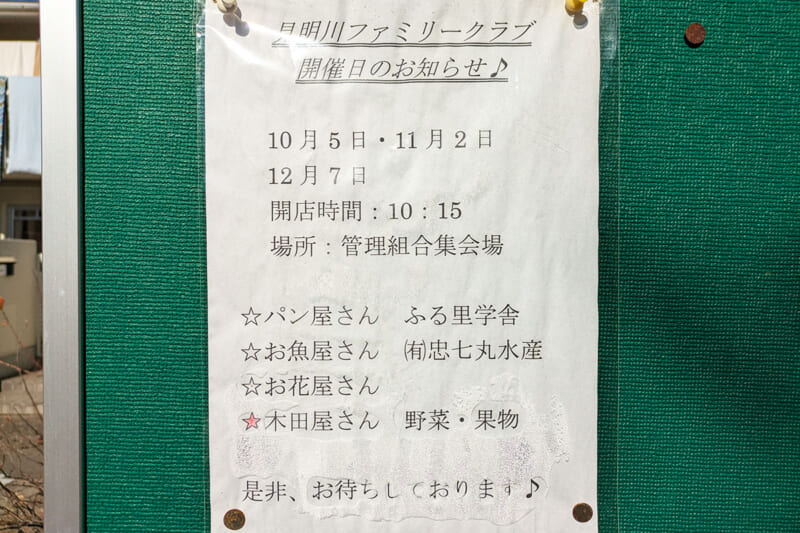 見明川ファミリークラブ
開催日のお知らせ♪
10月5日・11月2日
12月7日
開店時間：10：15
場所：管理組合集会場
☆パン屋さん　ふる里学舎
☆お魚屋さん　㈲忠七丸水産
☆お花屋さん
★木田屋さん　野菜・果物
是非、お待ちしております♪